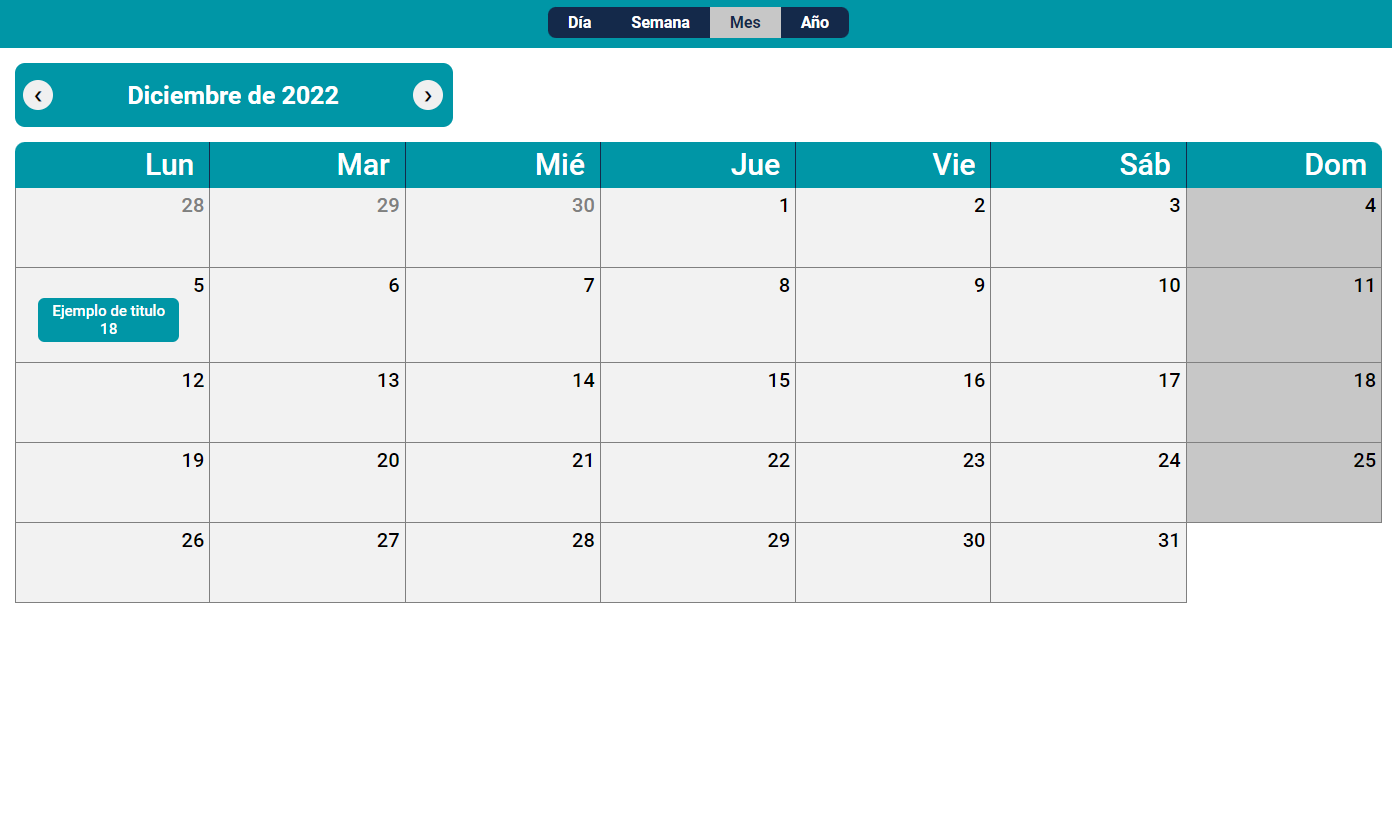 Día Semana Mes Año
‹ Diciembre de 2022 ›
Lun Mar Mié Jue Vie Sáb Dom
28 29 30 1 2 3 4
5 6 7 8 9 10 11
Ejemplo de titulo
18
12 13 14 15 16 17 18
19 20 21 22 23 24 25
26 27 28 29 30 31